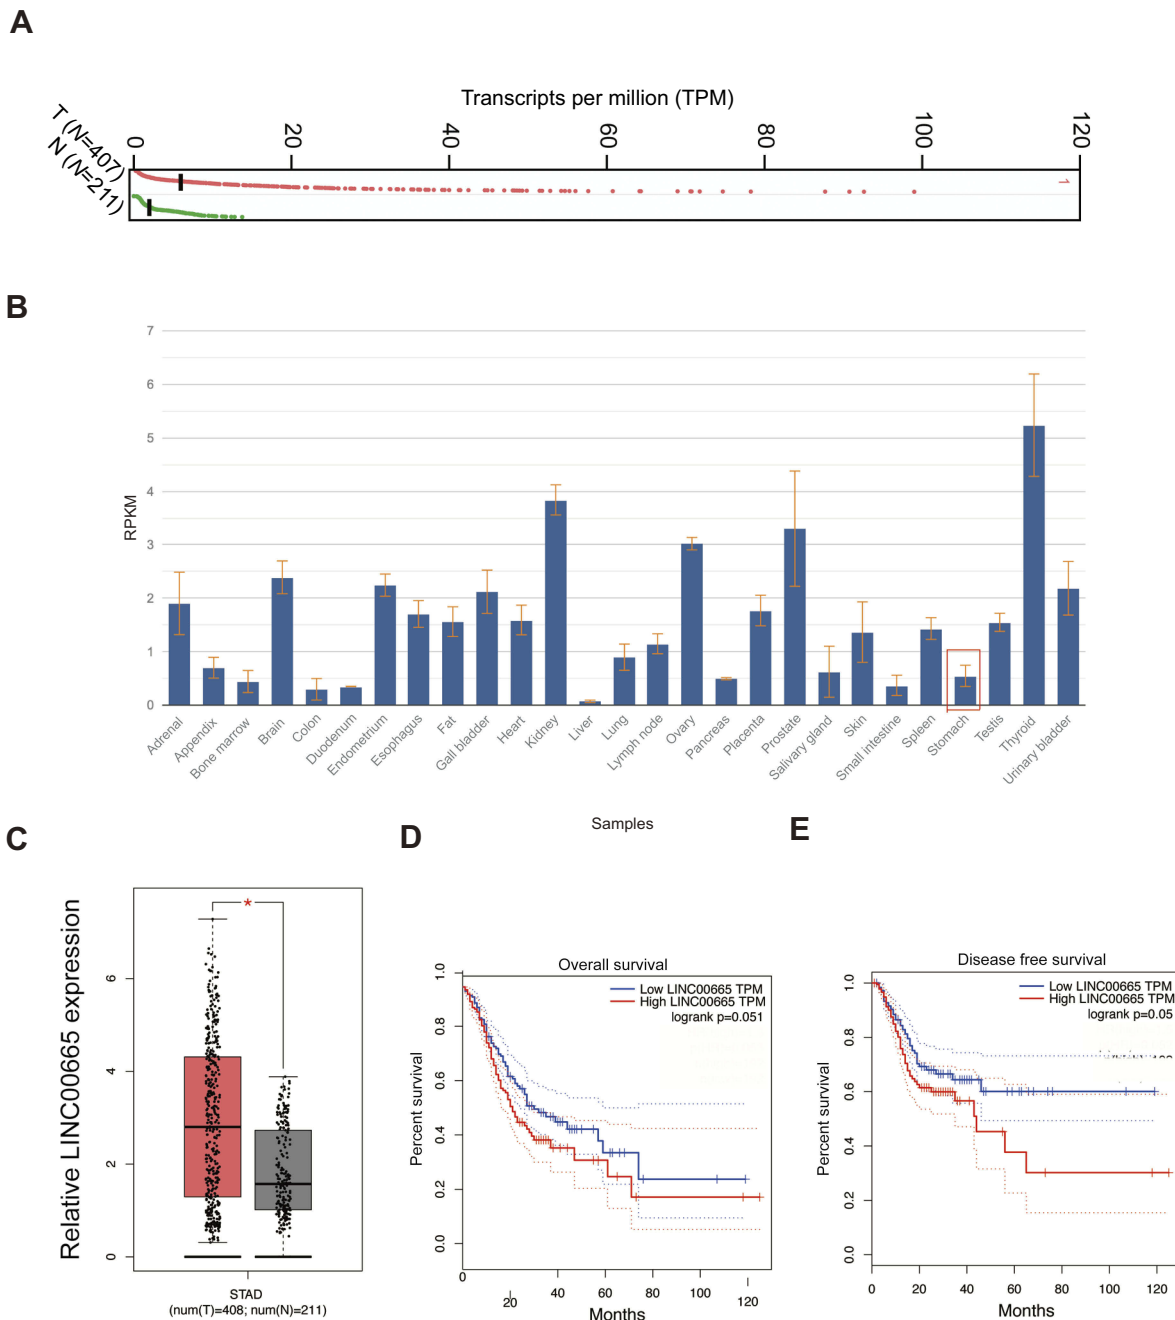 A
Transcripts per million (TPM)
0 20 40 60 80 100 120
T (N=407)
N (N=211)
1
B
RPKM
7
6
5
4
3
2
1
0
Adrenal
Appendix
Bone marrow
Brain
Colon
Duodenum
Endometrium
Esophagus
Fat
Gall bladder
Heart
Kidney
Liver
Lung
Lymph node
Ovary
Pancreas
Placenta
Prostate
Salivary gland
Skin
Small intestine
Spleen
Stomach
Testis
Thyroid
Urinary bladder
Samples
C
Relative LINC00665 expression
6
4
2
0
*
STAD
(num(T)=408; num(N)=211)
D
Overall survival
Low LINC00665 TPM
High LINC00665 TPM
logrank p=0.051
Percent survival
1.0
0.8
0.6
0.4
0.2
0.0
0 20 40 60 80 100 120
Months
E
Disease free survival
Low LINC00665 TPM
High LINC00665 TPM
logrank p=0.05
Percent survival
1.0
0.8
0.6
0.4
0.2
0.0
0 20 40 60 80 100 120
Months